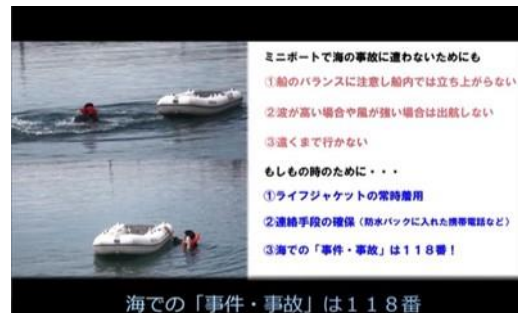 ミニボートで海の事故に遭わないためにも
①船のバランスに注意し船内では立ち上がらない
②波が高い場合や風が強い場合は出航しない
③遠くまで行かない
もしもの時のために・・・
①ライフジャケットの常時着用
②連絡手段の確保（防水パックに入れた携帯電話など）
③海での「事件・事故」は１１８番！
海での「事件・事故」は１１８番